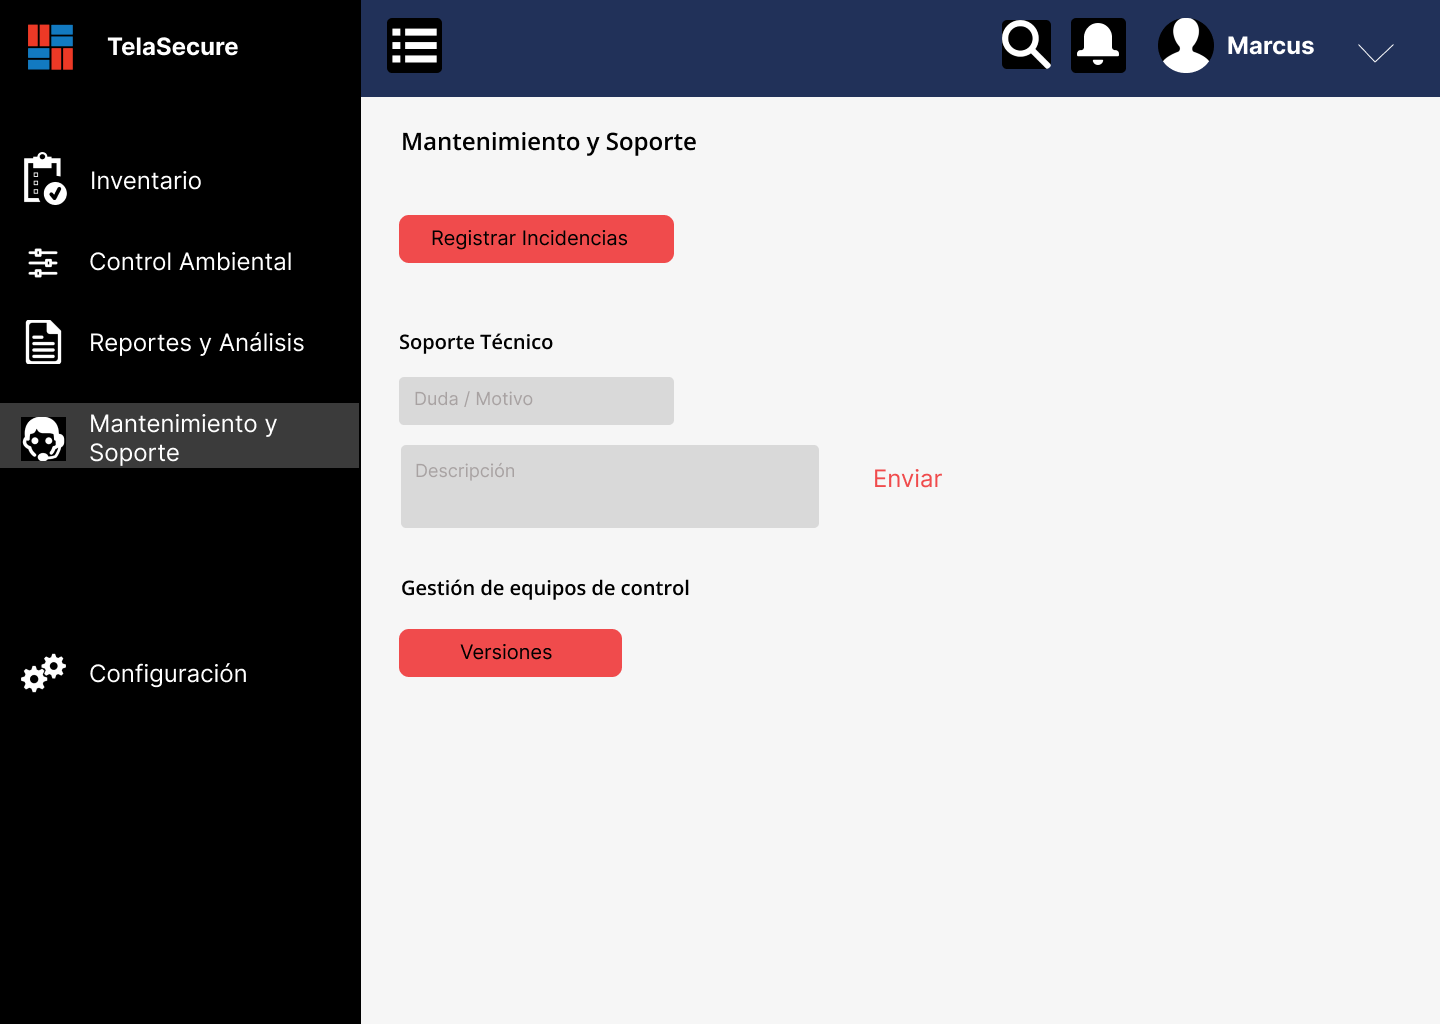 TelaSecure
Marcus
Inventario
Control Ambiental
Reportes y Análisis
Mantenimiento y
Soporte
Configuración
Mantenimiento y Soporte
Registrar Incidencias
Soporte Técnico
Duda / Motivo
Descripción
Enviar
Gestión de equipos de control
Versiones